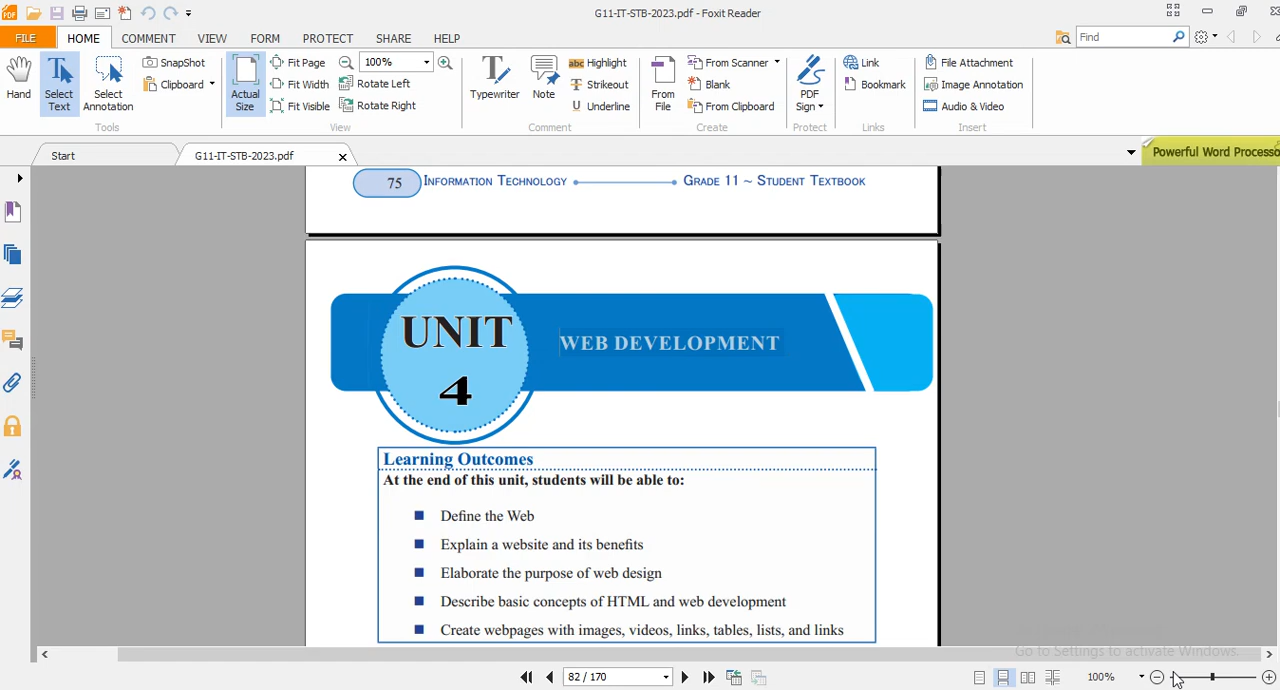 G11-IT-STB-2023.pdf - Foxit Reader
FILE HOME COMMENT VIEW FORM PROTECT SHARE HELP Find
Hand Select Text Select Annotation SnapShot Clipboard Actual Size Fit Page Fit Width Fit Visible 100% Rotate Left Rotate Right Typewriter Note Highlight Strikeout Underline From File From Scanner Blank From Clipboard PDF Sign Link Bookmark File Attachment Image Annotation Audio & Video
Tools View Comment Create Protect Links Insert
Start G11-IT-STB-2023.pdf Powerful Word Processo
75 INFORMATION TECHNOLOGY GRADE 11 ~ STUDENT TEXTBOOK
UNIT
4
WEB DEVELOPMENT
Learning Outcomes
At the end of this unit, students will be able to:
Define the Web
Explain a website and its benefits
Elaborate the purpose of web design
Describe basic concepts of HTML and web development
Create webpages with images, videos, links, tables, lists, and links
Go to Settings to activate Windows.
82 / 170 100%